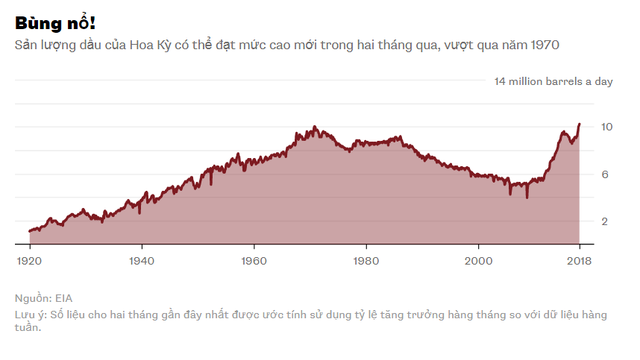 Bùng nổ!
Sản lượng dầu của Hoa Kỳ có thể đạt mức cao mới trong hai tháng qua, vượt qua năm 1970
14 million barrels a day
10
6
2
1920 1940 1960 1980 2000 2018
Nguồn: EIA
Lưu ý: Số liệu cho hai tháng gần đây nhất được ước tính sử dụng tỷ lệ tăng trưởng hàng tháng so với dữ liệu hàng
tuần.